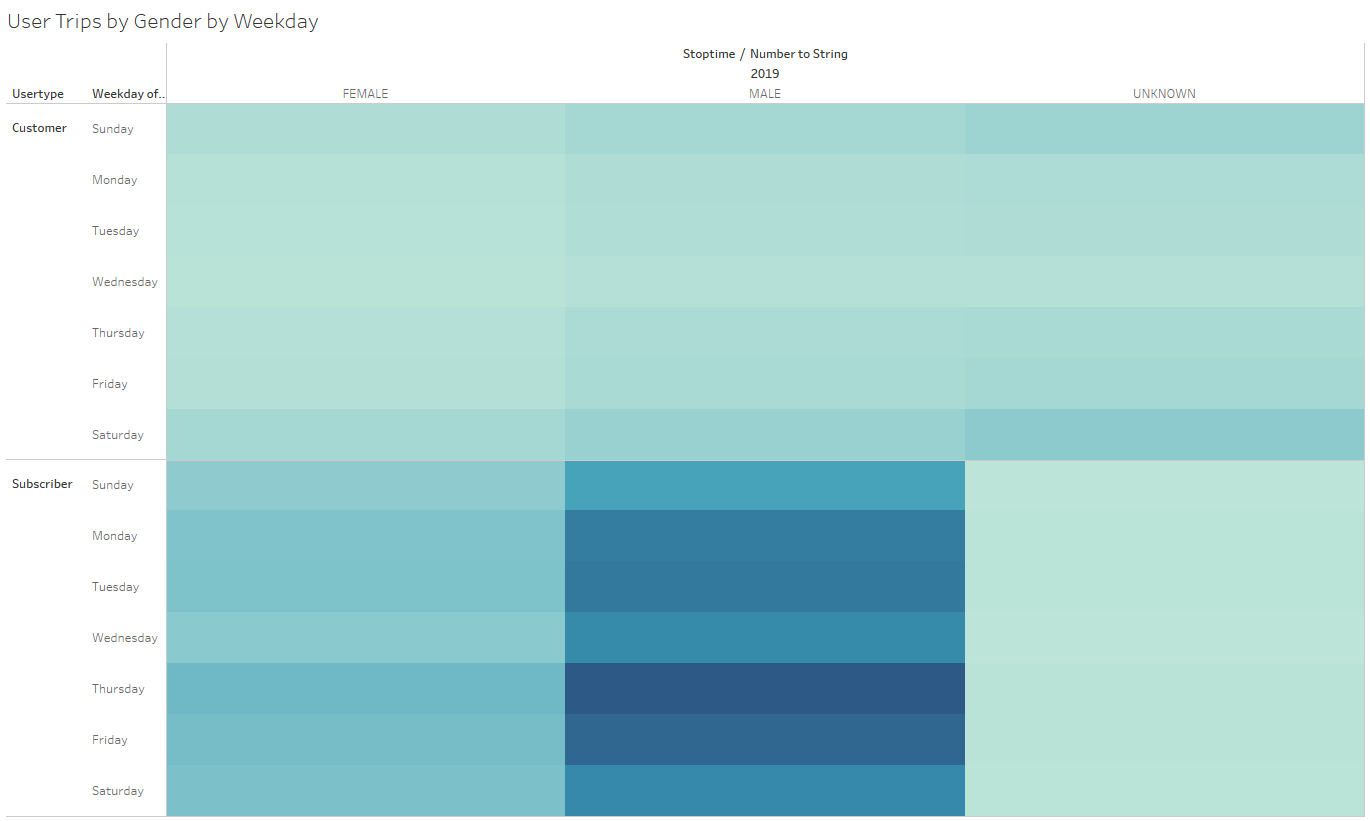 User Trips by Gender by Weekday
Stoptime / Number to String
2019
Usertype Weekday of.. FEMALE MALE UNKNOWN
Customer Sunday
Monday
Tuesday
Wednesday
Thursday
Friday
Saturday
Subscriber Sunday
Monday
Tuesday
Wednesday
Thursday
Friday
Saturday